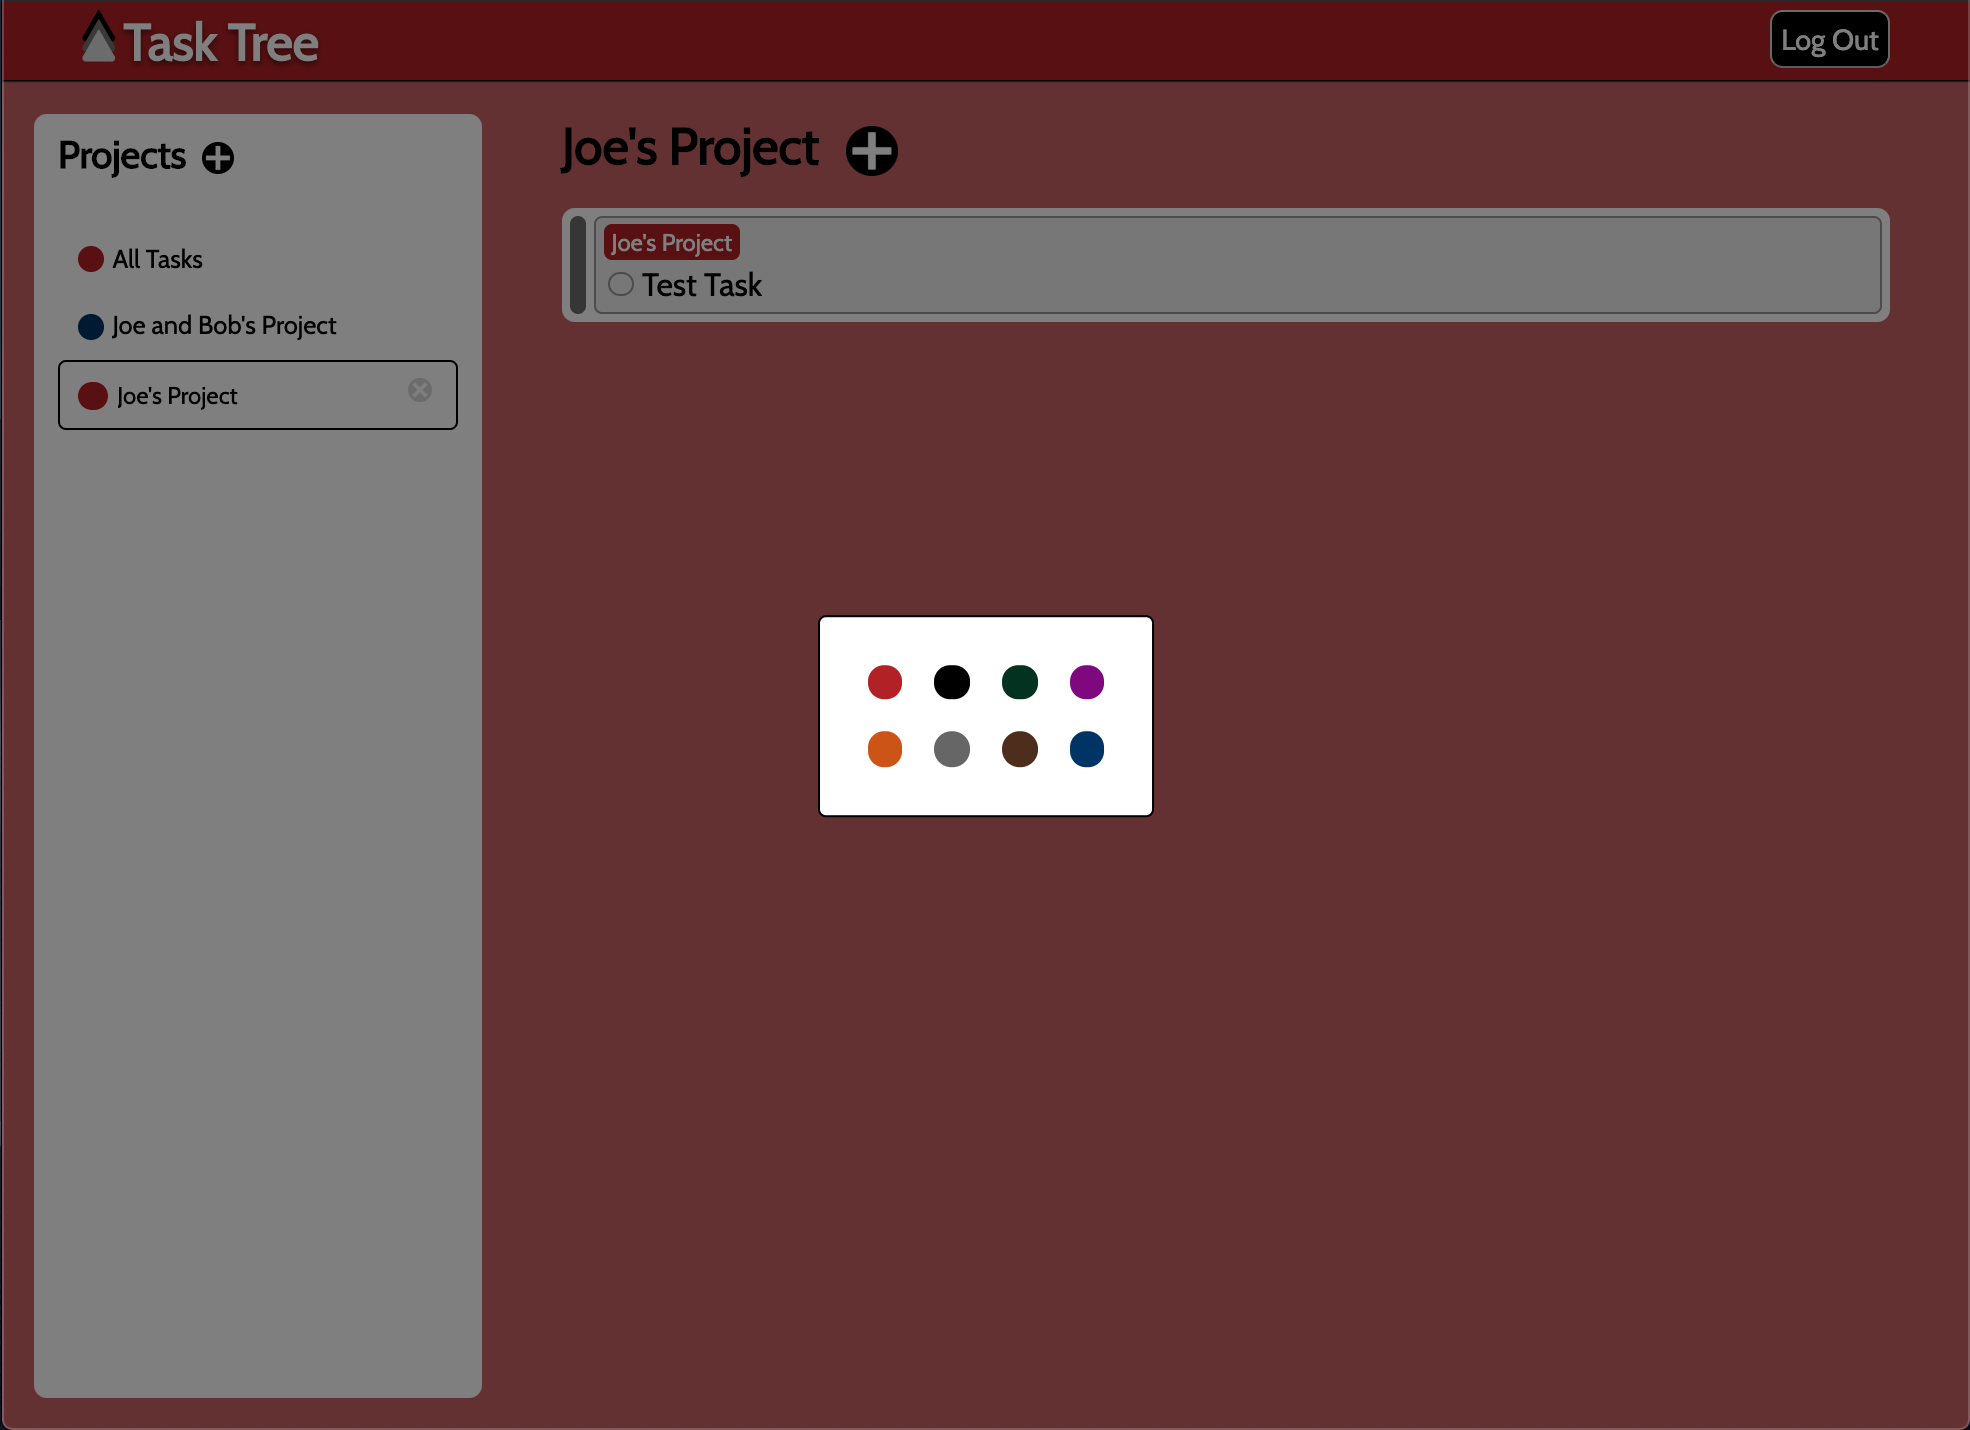 Task Tree
Log Out
Projects
All Tasks
Joe and Bob's Project
Joe's Project
Joe's Project
Joe's Project
Test Task